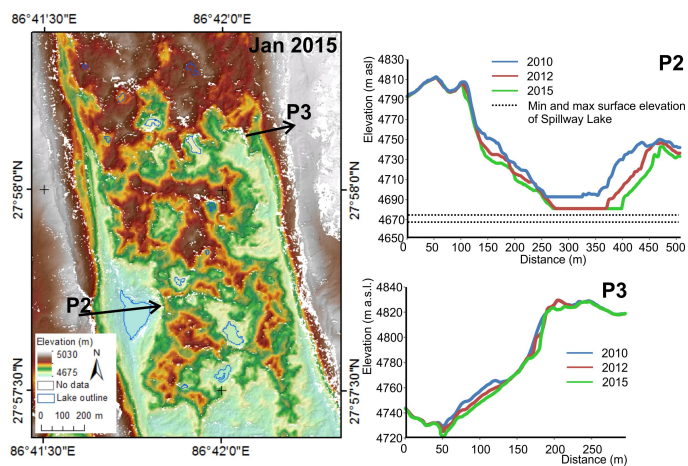 86°41'30"E
86°42'0"E
Jan 2015
P3
P2
27°58'0"N
27°58'0"N
27°57'30"N
27°57'30"N
Elevation (m)
5030
4675
N
No data
Lake outline
0 100 200 m
86°41'30"E
86°42'0"E
P2
2010
2012
2015
Min and max surface elevation
of Spillway Lake
Elevation (m asl)
4830
4810
4790
4770
4750
4730
4710
4690
4670
4650
0 50 100 150 200 250 300 350 400 450 500
Distance (m)
P3
2010
2012
2015
Elevation (m a.s.l.)
4840
4820
4800
4780
4760
4740
4720
0 50 100 150 200 250
Distance (m)